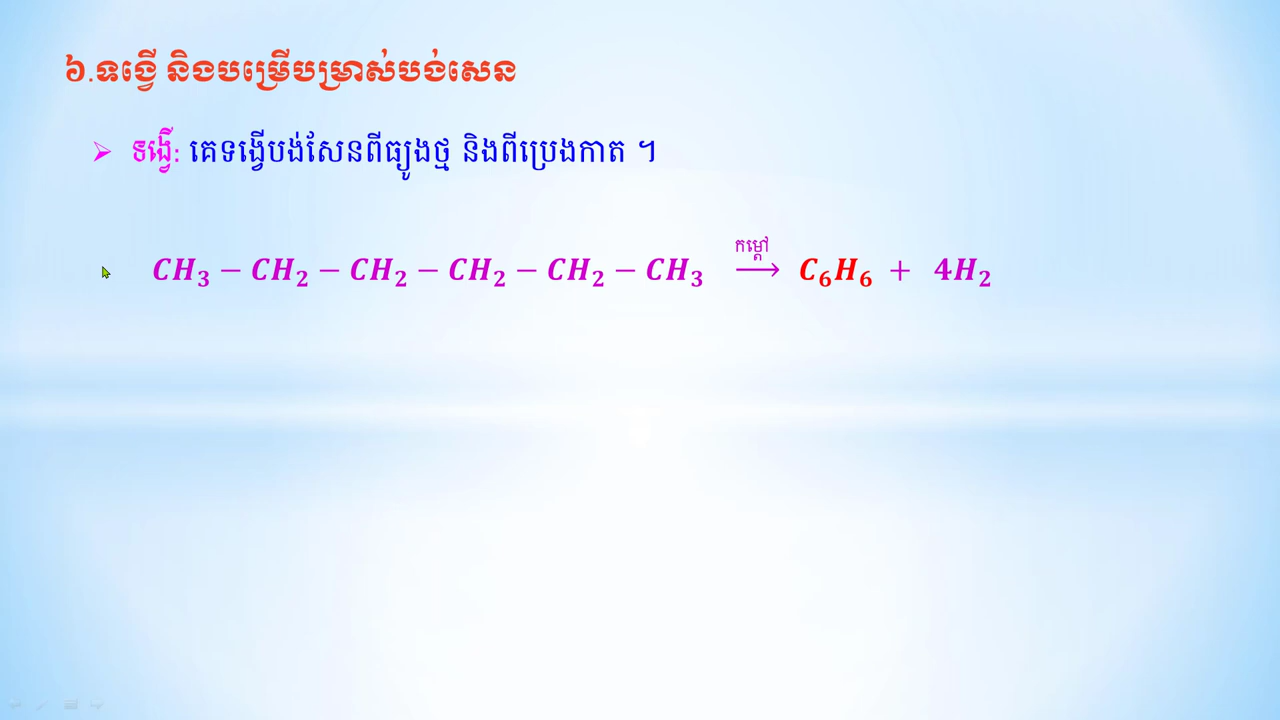 ៦.ទង្វើ និងបម្រើបម្រាស់បង់សេន
➢ ទង្វើ: គេទង្វើបង់សែនពីធ្យូងថ្ម និងពីប្រេងកាត ។
កម្ដៅ
CH₃ − CH₂ − CH₂ − CH₂ − CH₂ − CH₃ ⟶ C₆H₆ + 4H₂